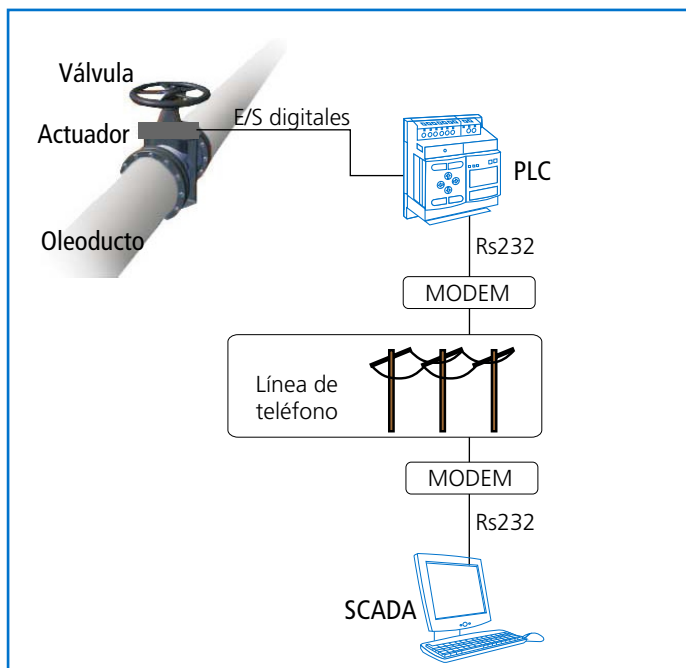 Válvula
E/S digitales
Actuador
PLC
Oleoducto
Rs232
MODEM
Línea de
teléfono
MODEM
Rs232
SCADA